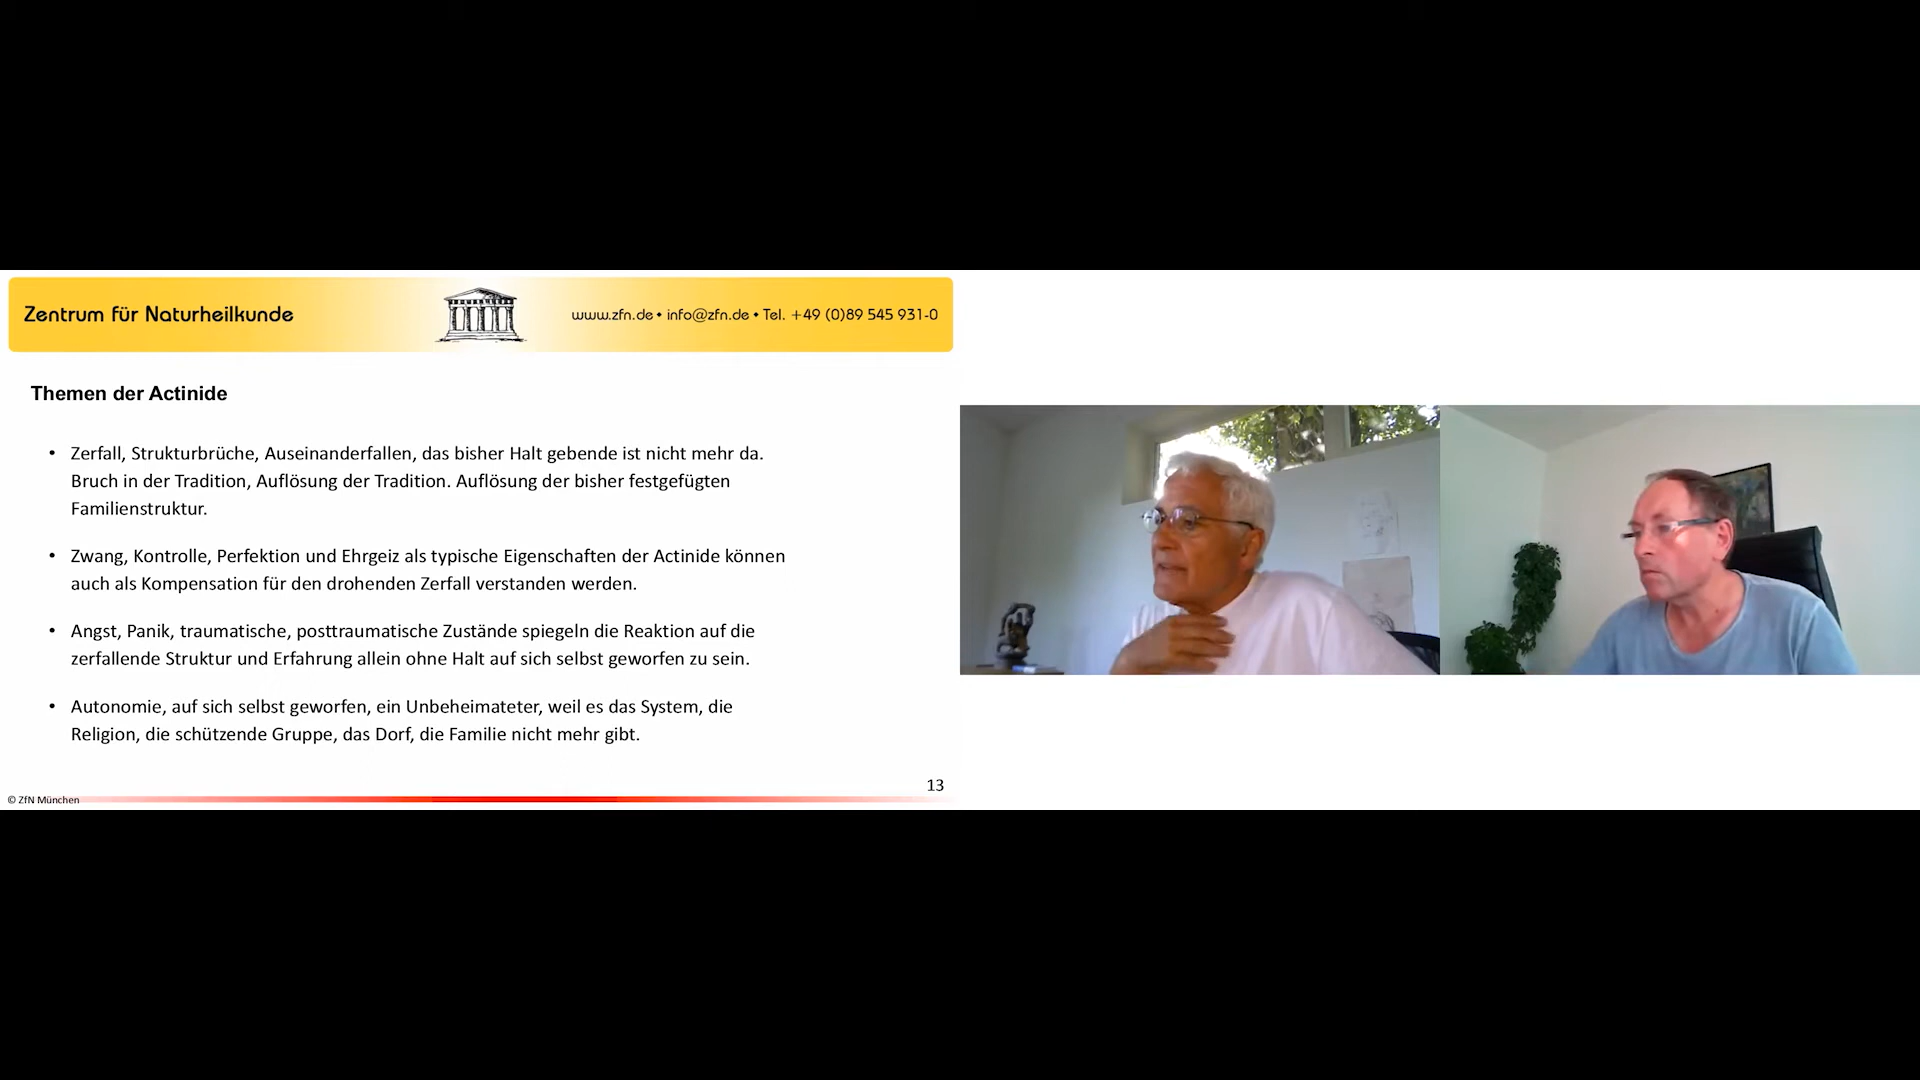 Zentrum für Naturheilkunde
www.zfn.de • info@zfn.de • Tel. +49 (0)89 545 931-0
Themen der Actinide
• Zerfall, Strukturbrüche, Auseinanderfallen, das bisher Halt gebende ist nicht mehr da.
Bruch in der Tradition, Auflösung der Tradition. Auflösung der bisher festgefügten
Familienstruktur.
• Zwang, Kontrolle, Perfektion und Ehrgeiz als typische Eigenschaften der Actinide können
auch als Kompensation für den drohenden Zerfall verstanden werden.
• Angst, Panik, traumatische, posttraumatische Zustände spiegeln die Reaktion auf die
zerfallende Struktur und Erfahrung allein ohne Halt auf sich selbst geworfen zu sein.
• Autonomie, auf sich selbst geworfen, ein Unbeheimateter, weil es das System, die
Religion, die schützende Gruppe, das Dorf, die Familie nicht mehr gibt.
13
© ZfN München